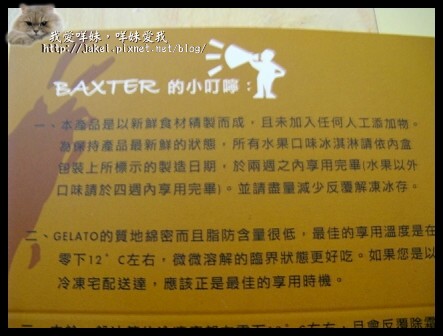 我愛咩妹‧咩妹愛我
http://jakel.pixnet.net/blog/
BAXTER 的小叮嚀：
一、本產品是以新鮮食材精製而成，且未加入任何人工添加物。
為保持產品最新鮮的狀態，所有水果口味冰淇淋請依內盒
包裝上所標示的製造日期，於兩週之內享用完畢(水果以外
口味請於四週內享用完畢)。並請盡量減少反覆解凍冰存。
二、GELATO的質地綿密而且脂肪含量很低，最佳的享用溫度是在
零下12°C左右，微微溶解的臨界狀態更好吃。如果您是以
冷凍宅配送達，應該正是最佳的享用時機。